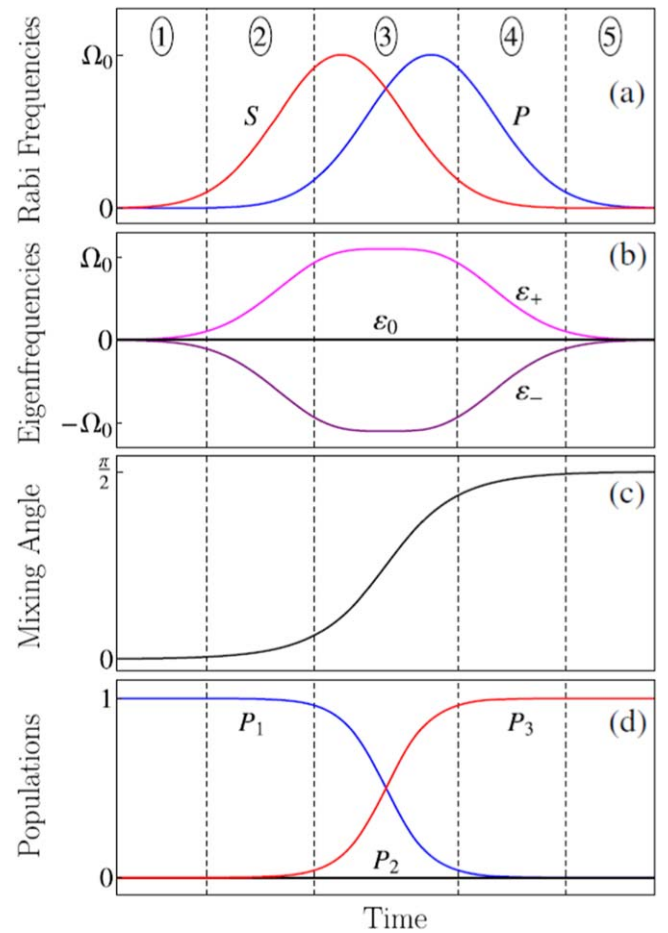 Rabi Frequencies
Ω₀
0
① ② ③ ④ ⑤
S
P
(a)
Eigenfrequencies
Ω₀
0
−Ω₀
(b)
ε₊
ε₀
ε₋
Mixing Angle
π/2
0
(c)
Populations
1
0
P₁
P₃
(d)
P₂
Time